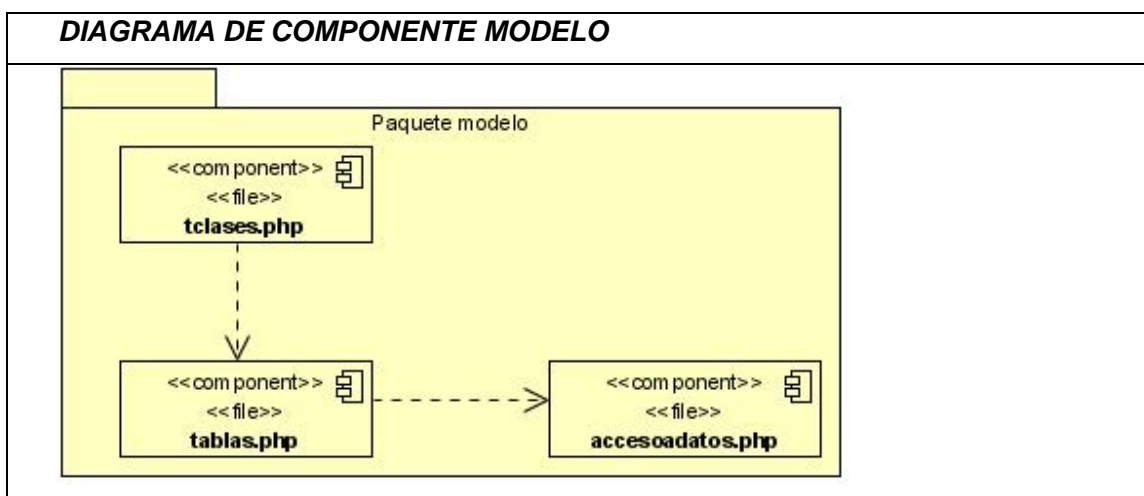 DIAGRAMA DE COMPONENTE MODELO
Paquete modelo
<<component>>
<<file>>
tclases.php
<<component>>
<<file>>
tablas.php
<<component>>
<<file>>
accesoadatos.php